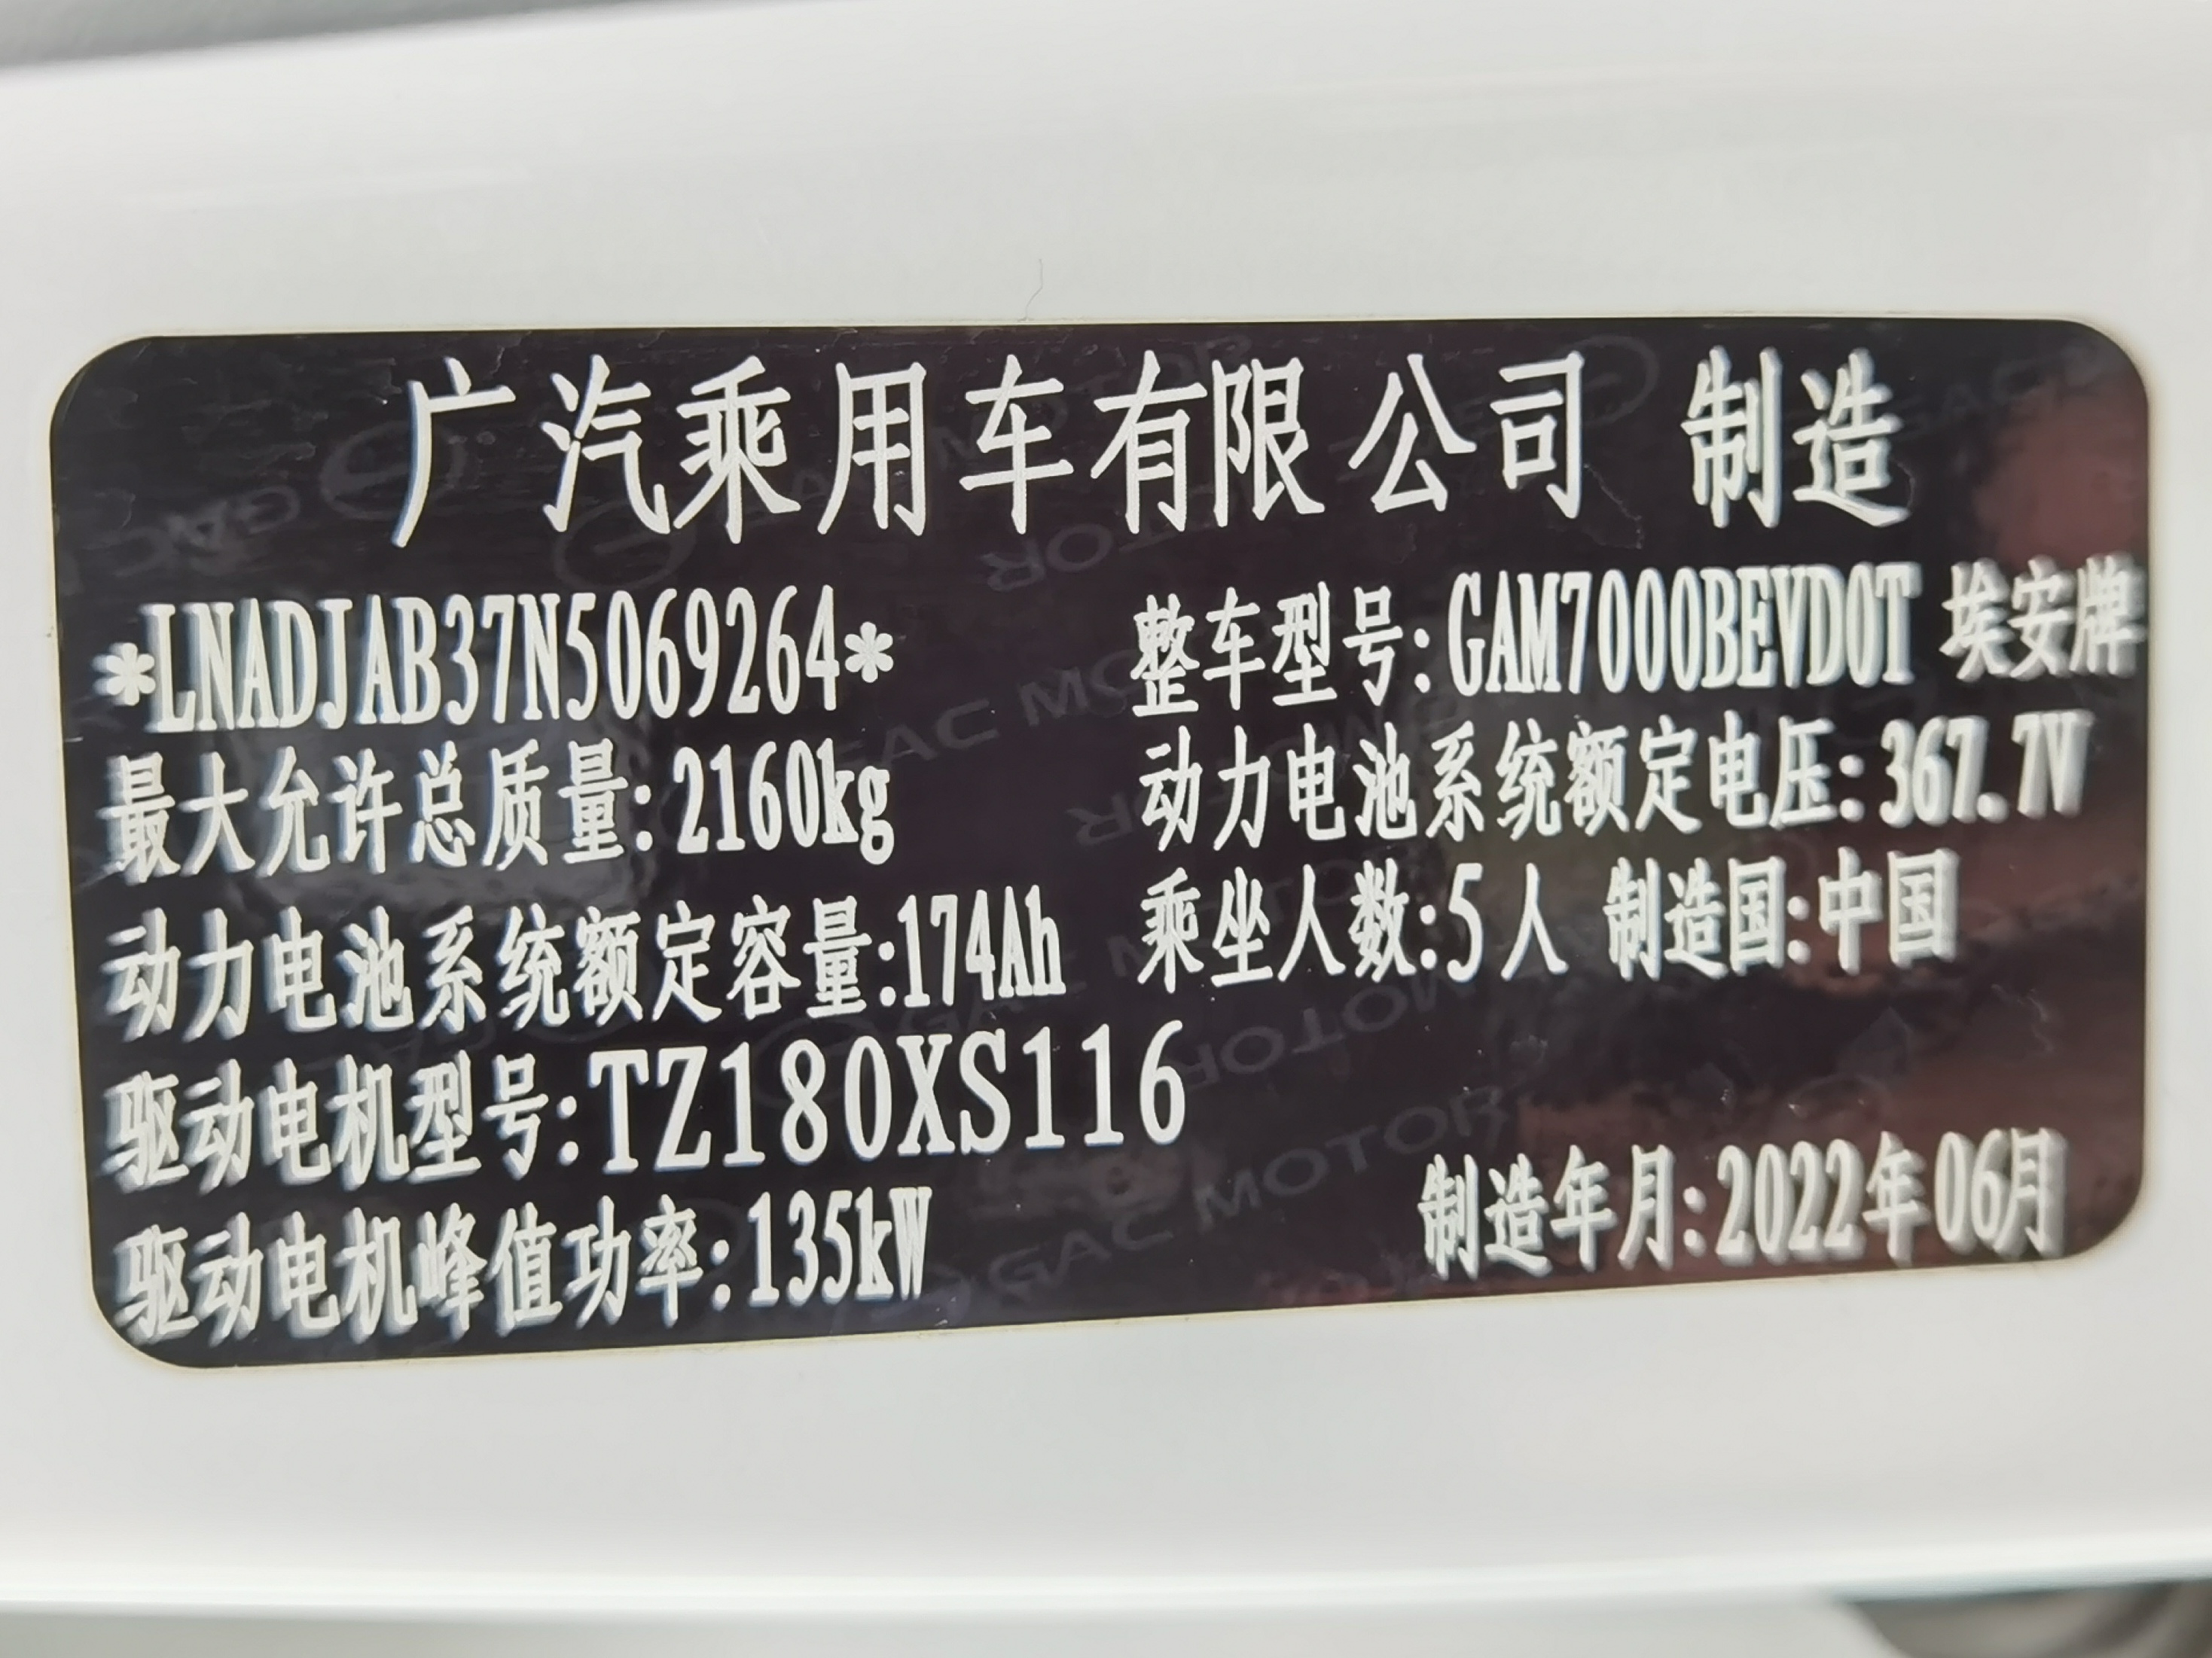 广汽乘用车有限公司 制造
*LNADJAB37N5069264*
整车型号:GAM7000BEVD0T 埃安牌
最大允许总质量:2160kg
动力电池系统额定电压:367.7V
动力电池系统额定容量:174Ah
乘坐人数:5人 制造国:中国
驱动电机型号:TZ180XS116
驱动电机峰值功率:135kW
制造年月:2022年06月
GAC MOTOR